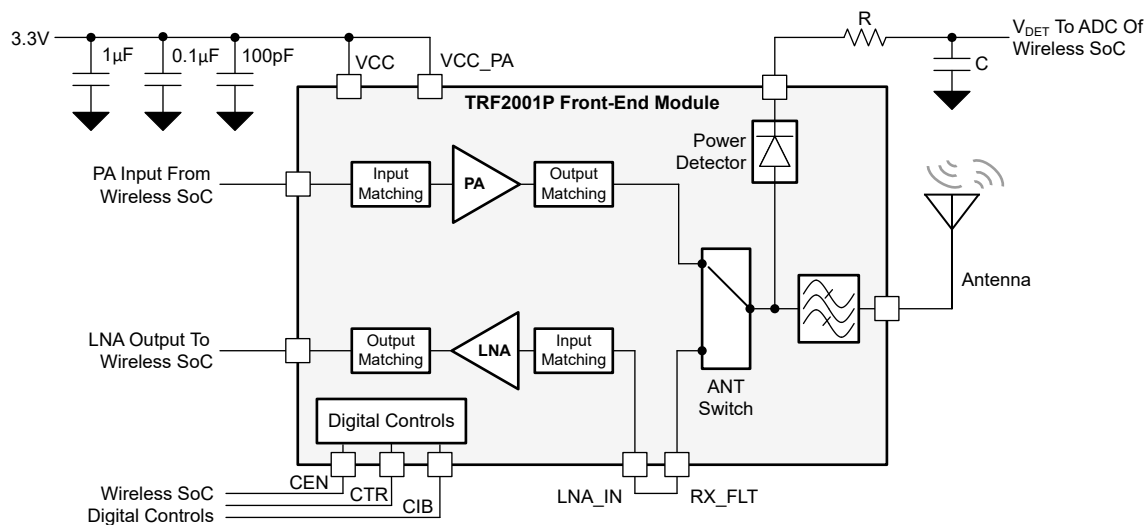 3.3V
1µF
0.1µF
100pF
VCC
VCC_PA
R
C
V_DET To ADC Of
Wireless SoC
TRF2001P Front-End Module
Power
Detector
PA Input From
Wireless SoC
Input
Matching
PA
Output
Matching
Antenna
LNA Output To
Wireless SoC
Output
Matching
LNA
Input
Matching
ANT
Switch
Digital Controls
CEN
CTR
CIB
LNA_IN
RX_FLT
Wireless SoC
Digital Controls